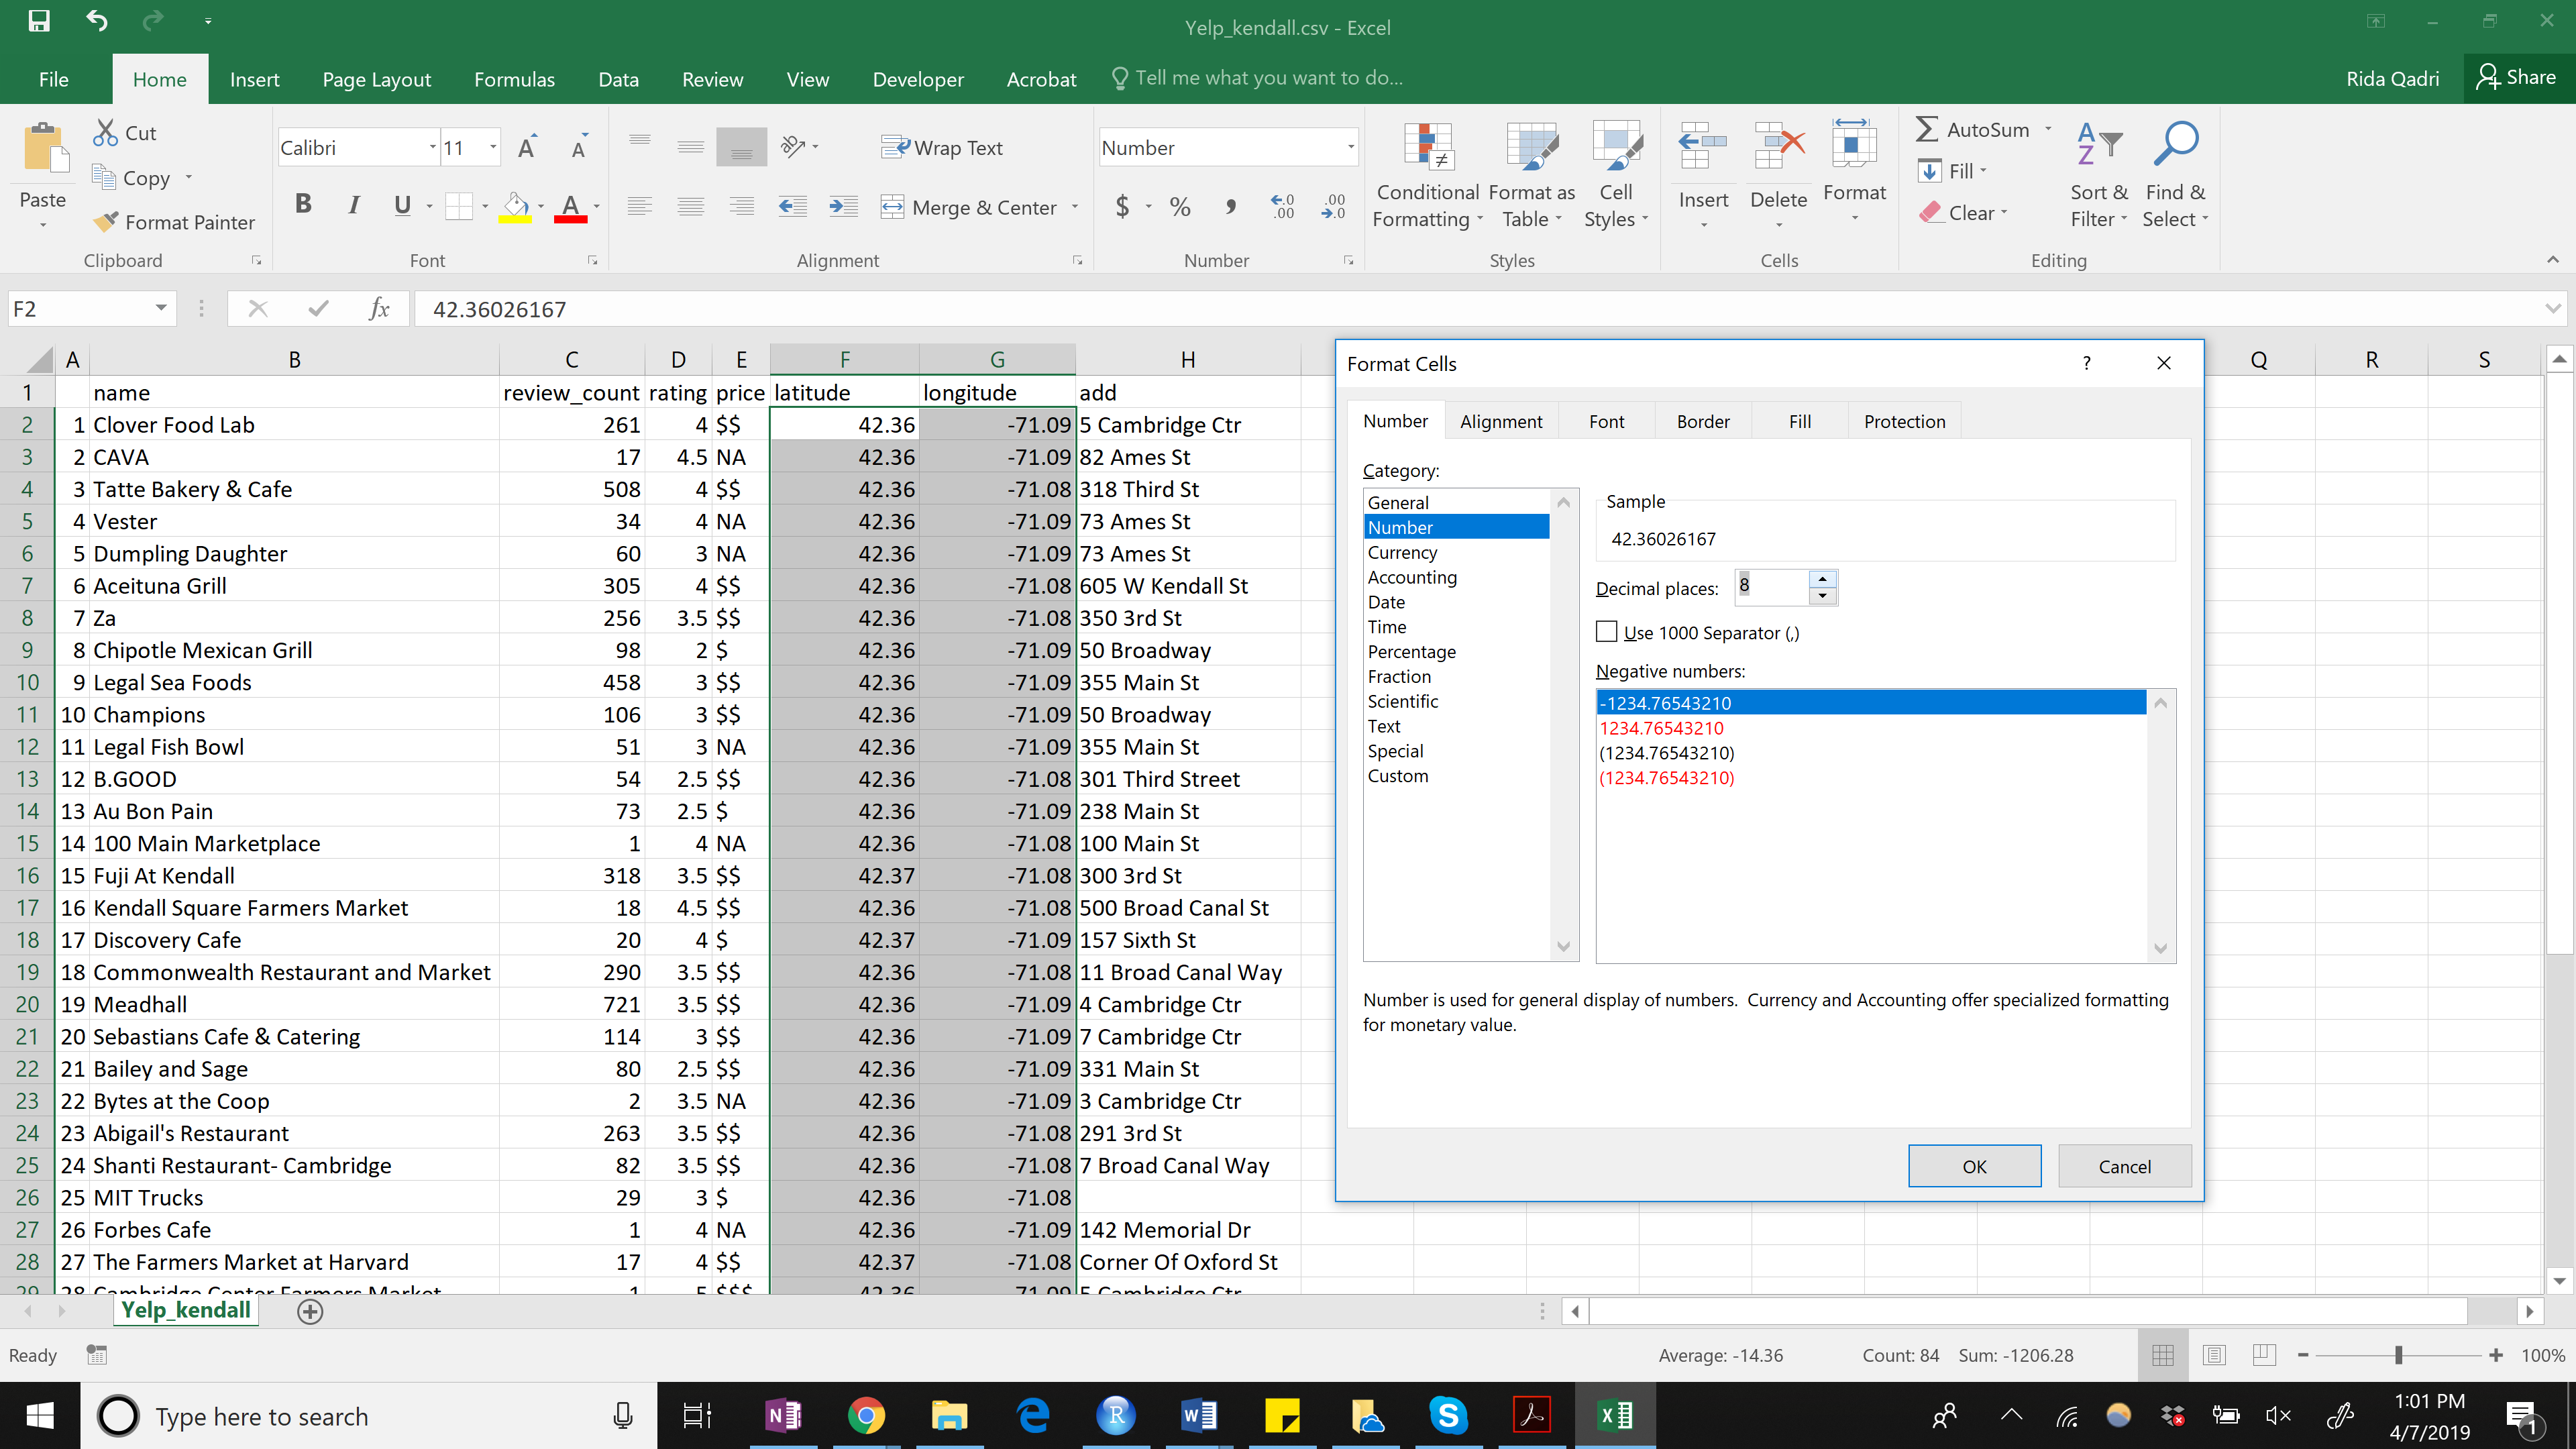 Yelp_kendall.csv - Excel
File Home Insert Page Layout Formulas Data Review View Developer Acrobat Tell me what you want to do... Rida Qadri Share
Paste Cut Copy Format Painter Clipboard
Calibri 11 A A B I U A Font
Wrap Text Merge & Center Alignment
Number $ % , .0 .00 .00 .0 Number
Conditional Formatting Format as Table Cell Styles Styles
Insert Delete Format Cells
AutoSum Fill Clear Sort & Filter Find & Select Editing
F2 fx 42.36026167
A B C D E F G H Q R S
1 name review_count rating price latitude longitude add
2 1 Clover Food Lab 261 4 $$ 42.36 -71.09 5 Cambridge Ctr
3 2 CAVA 17 4.5 NA 42.36 -71.09 82 Ames St
4 3 Tatte Bakery & Cafe 508 4 $$ 42.36 -71.08 318 Third St
5 4 Vester 34 4 NA 42.36 -71.09 73 Ames St
6 5 Dumpling Daughter 60 3 NA 42.36 -71.09 73 Ames St
7 6 Aceituna Grill 305 4 $$ 42.36 -71.08 605 W Kendall St
8 7 Za 256 3.5 $$ 42.36 -71.08 350 3rd St
9 8 Chipotle Mexican Grill 98 2 $ 42.36 -71.09 50 Broadway
10 9 Legal Sea Foods 458 3 $$ 42.36 -71.09 355 Main St
11 10 Champions 106 3 $$ 42.36 -71.09 50 Broadway
12 11 Legal Fish Bowl 51 3 NA 42.36 -71.09 355 Main St
13 12 B.GOOD 54 2.5 $$ 42.36 -71.08 301 Third Street
14 13 Au Bon Pain 73 2.5 $ 42.36 -71.09 238 Main St
15 14 100 Main Marketplace 1 4 NA 42.36 -71.09 100 Main St
16 15 Fuji At Kendall 318 3.5 $$ 42.37 -71.08 300 3rd St
17 16 Kendall Square Farmers Market 18 4.5 $$ 42.36 -71.08 500 Broad Canal St
18 17 Discovery Cafe 20 4 $ 42.37 -71.09 157 Sixth St
19 18 Commonwealth Restaurant and Market 290 3.5 $$ 42.36 -71.08 11 Broad Canal Way
20 19 Meadhall 721 3.5 $$ 42.36 -71.09 4 Cambridge Ctr
21 20 Sebastians Cafe & Catering 114 3 $$ 42.36 -71.09 7 Cambridge Ctr
22 21 Bailey and Sage 80 2.5 $$ 42.36 -71.09 331 Main St
23 22 Bytes at the Coop 2 3.5 NA 42.36 -71.09 3 Cambridge Ctr
24 23 Abigail's Restaurant 263 3.5 $$ 42.36 -71.08 291 3rd St
25 24 Shanti Restaurant- Cambridge 82 3.5 $$ 42.36 -71.08 7 Broad Canal Way
26 25 MIT Trucks 29 3 $ 42.36 -71.08
27 26 Forbes Cafe 1 4 NA 42.36 -71.09 142 Memorial Dr
28 27 The Farmers Market at Harvard 17 4 $$ 42.37 -71.08 Corner Of Oxford St
29 28 Cambridge Center Farmers Market 1 5 $$$ 42.36 -71.09 5 Cambridge Ctr
Format Cells ?
Number Alignment Font Border Fill Protection
Category:
General
Number
Currency
Accounting
Date
Time
Percentage
Fraction
Scientific
Text
Special
Custom
Sample
42.36026167
Decimal places: 8
Use 1000 Separator (,)
Negative numbers:
-1234.76543210
1234.76543210
(1234.76543210)
(1234.76543210)
Number is used for general display of numbers. Currency and Accounting offer specialized formatting
for monetary value.
OK Cancel
Yelp_kendall
Ready Average: -14.36 Count: 84 Sum: -1206.28 100%
Type here to search
1:01 PM
4/7/2019
1